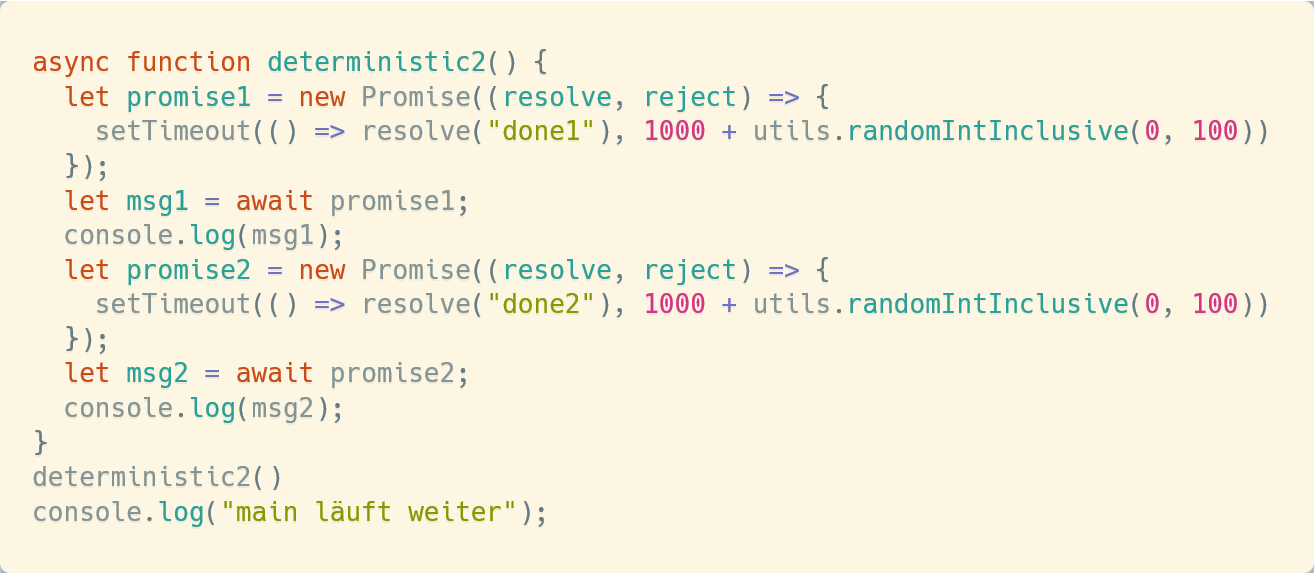 async function deterministic2() {
  let promise1 = new Promise((resolve, reject) => {
    setTimeout(() => resolve("done1"), 1000 + utils.randomIntInclusive(0, 100))
  });
  let msg1 = await promise1;
  console.log(msg1);
  let promise2 = new Promise((resolve, reject) => {
    setTimeout(() => resolve("done2"), 1000 + utils.randomIntInclusive(0, 100))
  });
  let msg2 = await promise2;
  console.log(msg2);
}
deterministic2()
console.log("main läuft weiter");